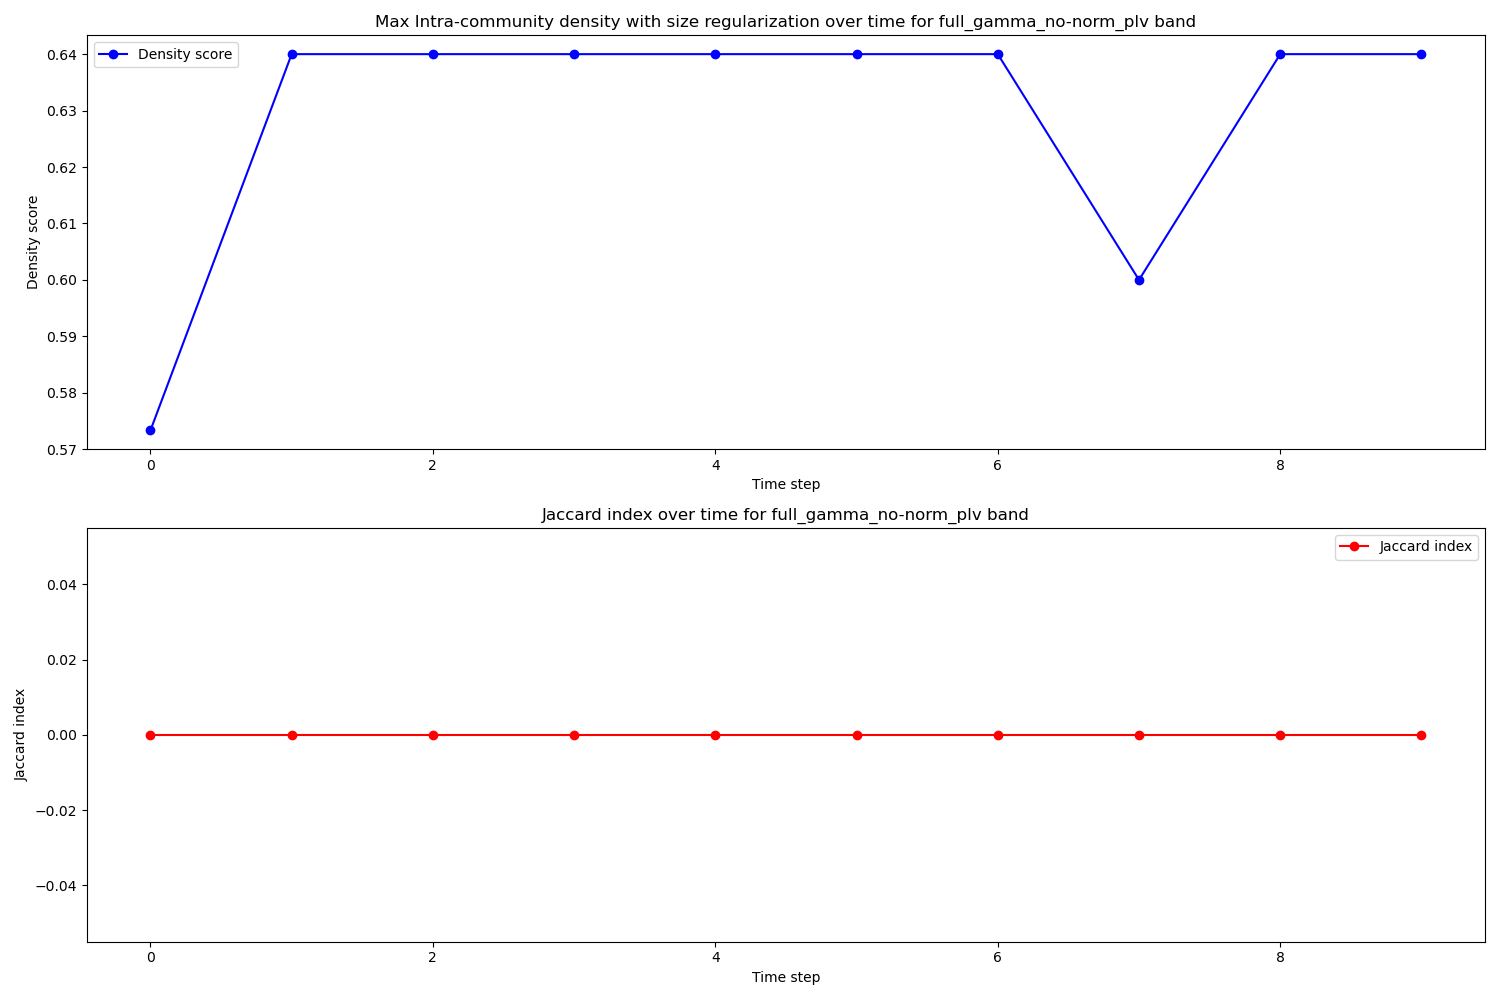 Max Intra-community density with size regularization over time for full_gamma_no-norm_plv band
Density score
0.64
0.63
0.62
0.61
0.60
0.59
0.58
0.57
Density score
0 2 4 6 8
Time step
Jaccard index over time for full_gamma_no-norm_plv band
Jaccard index
0.04
0.02
0.00
−0.02
−0.04
Jaccard index
0 2 4 6 8
Time step